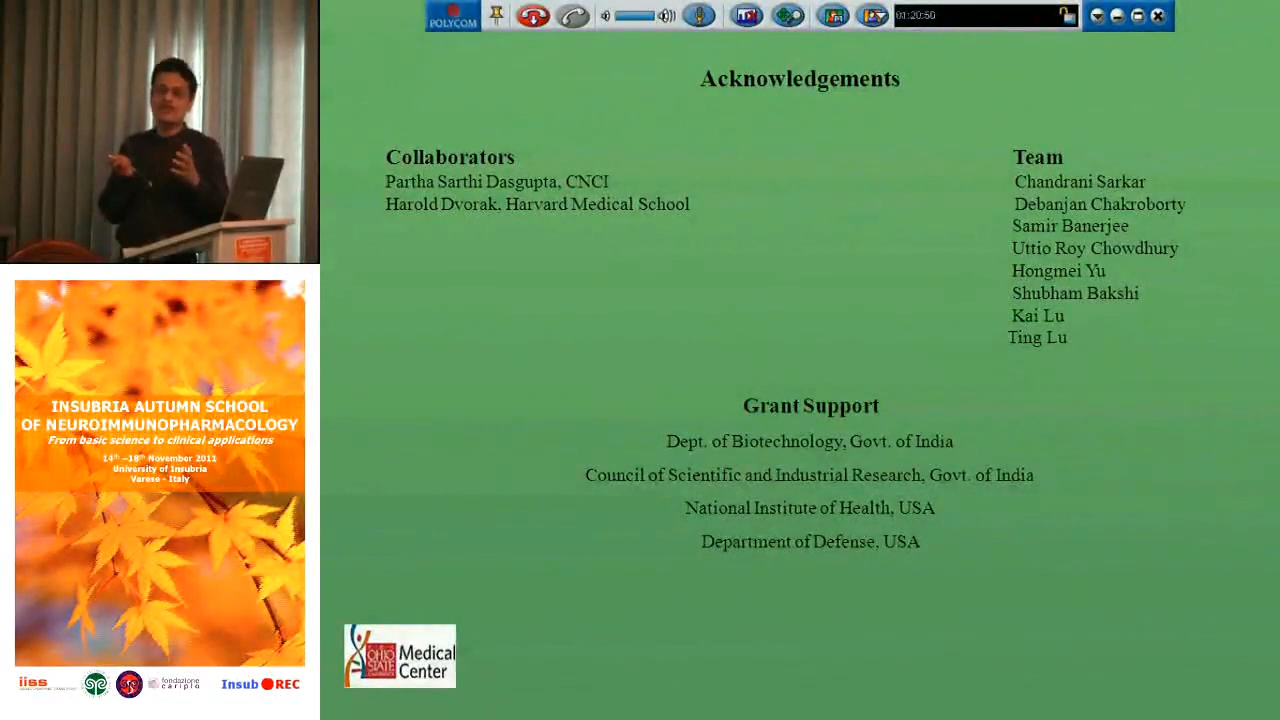 POLYCOM
01:20:50
Acknowledgements
Collaborators
Partha Sarthi Dasgupta, CNCI
Harold Dvorak, Harvard Medical School
Team
Chandrani Sarkar
Debanjan Chakroborty
Samir Banerjee
Uttio Roy Chowdhury
Hongmei Yu
Shubham Bakshi
Kai Lu
Ting Lu
Grant Support
Dept. of Biotechnology, Govt. of India
Council of Scientific and Industrial Research, Govt. of India
National Institute of Health, USA
Department of Defense, USA
OHIO STATE
Medical Center
INSUBRIA AUTUMN SCHOOL
OF NEUROIMMUNOPHARMACOLOGY
From basic science to clinical applications
14th –18th November 2011
University of Insubria
Varese - Italy
iiss
fondazione
cariplo
Insub REC